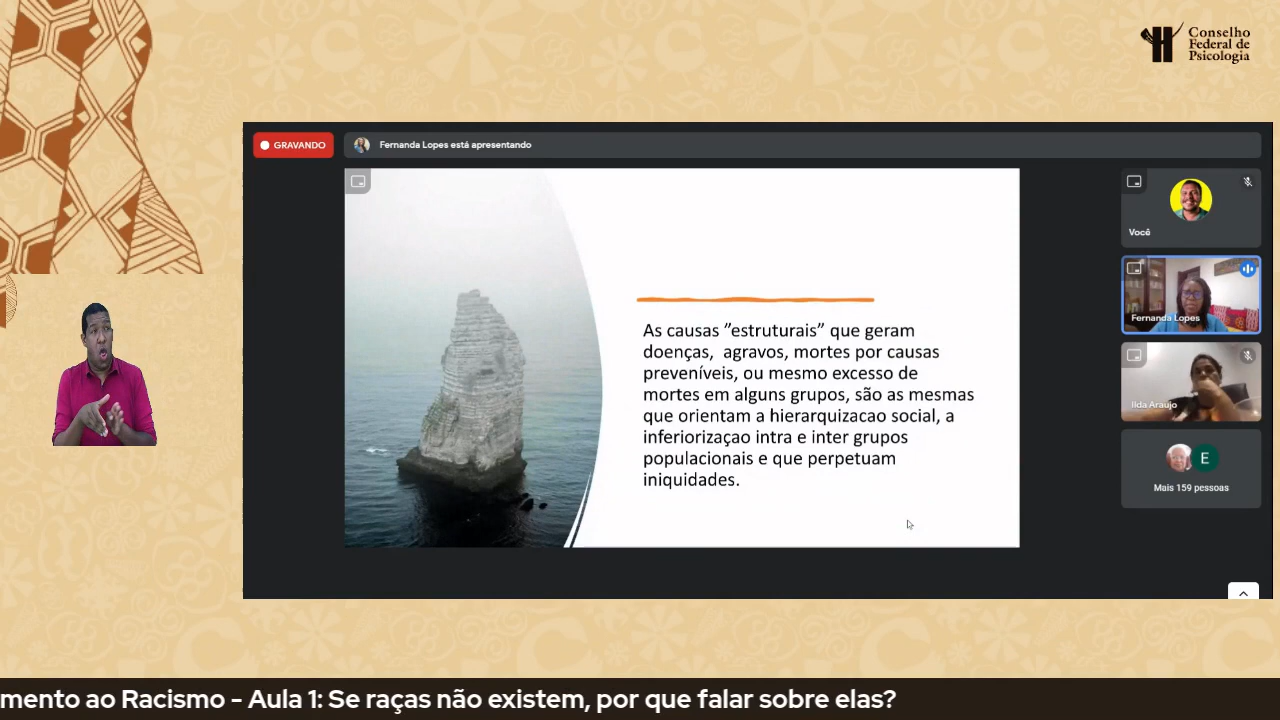 Conselho
Federal de
Psicologia
GRAVANDO
Fernanda Lopes está apresentando
Você
Fernanda Lopes
Ilda Araujo
E
Mais 159 pessoas
As causas ”estruturais” que geram
doenças,  agravos, mortes por causas
preveníveis, ou mesmo excesso de
mortes em alguns grupos, são as mesmas
que orientam a hierarquizacao social, a
inferiorizaçao intra e inter grupos
populacionais e que perpetuam
iniquidades.
mento ao Racismo - Aula 1: Se raças não existem, por que falar sobre elas?